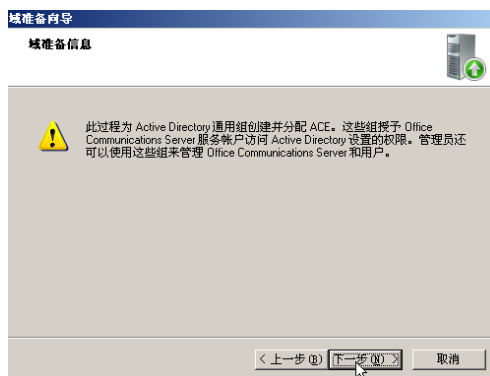 域准备向导
域准备信息
此过程为 Active Directory 通用组创建并分配 ACE。这些组授予 Office
Communications Server 服务帐户访问 Active Directory 设置的权限。管理员还
可以使用这些组来管理 Office Communications Server 和用户。
< 上一步(B) 下一步(N) > 取消